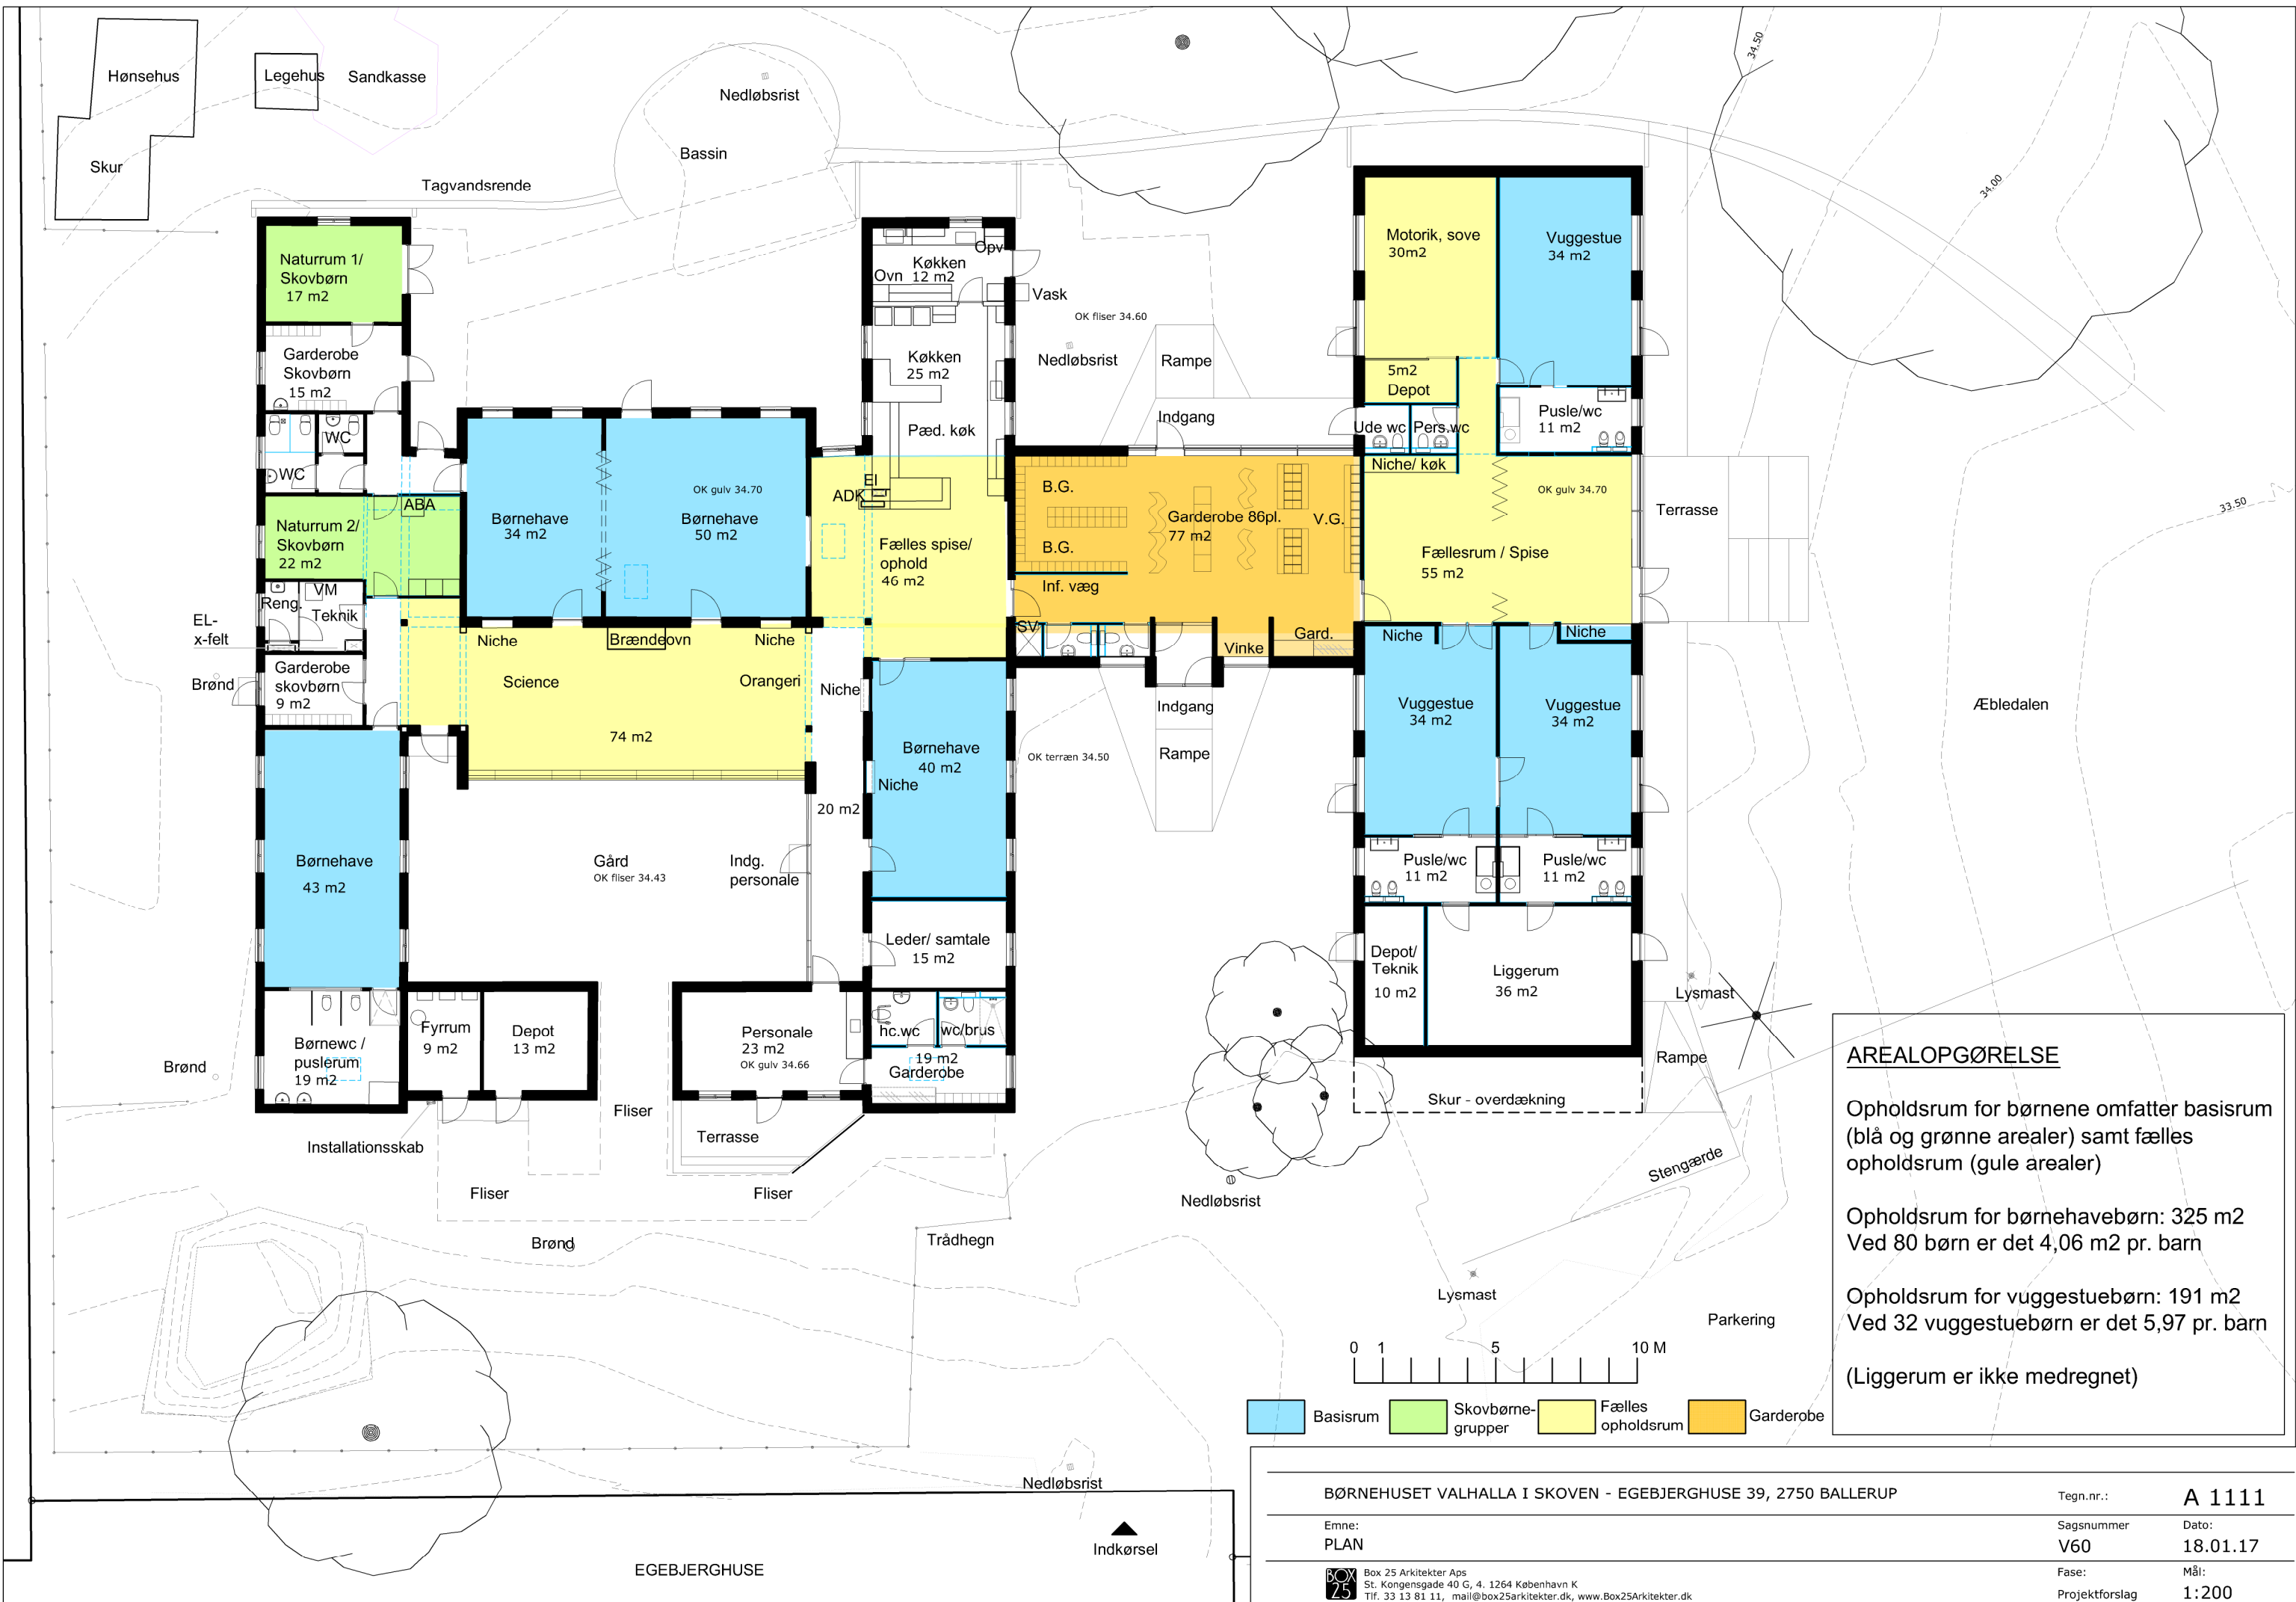 Hønsehus
Legehus
Sandkasse
Skur
Nedløbsrist
Bassin
Tagvandsrende
34.50
34.00
33.50
Naturrum 1/
Skovbørn
17 m2
Garderobe
Skovbørn
15 m2
WC
WC
ABA
Naturrum 2/
Skovbørn
22 m2
Reng.
VM
Teknik
EL-
x-felt
Garderobe
skovbørn
9 m2
Brønd
Børnehave
34 m2
OK gulv 34.70
Børnehave
50 m2
Køkken
12 m2
Opv
Ovn
Vask
Køkken
25 m2
Pæd. køk
El
ADK
Fælles spise/
ophold
46 m2
OK fliser 34.60
Nedløbsrist
Rampe
Indgang
B.G.
B.G.
Garderobe 86pl.
77 m2
V.G.
Inf. væg
SV
Vinke
Gard.
Indgang
Rampe
OK terræn 34.50
Motorik, sove
30m2
Vuggestue
34 m2
5m2
Depot
Ude wc
Pers.wc
Pusle/wc
11 m2
Niche/ køk
OK gulv 34.70
Fællesrum / Spise
55 m2
Terrasse
Niche
Niche
Vuggestue
34 m2
Vuggestue
34 m2
Pusle/wc
11 m2
Pusle/wc
11 m2
Depot/
Teknik
10 m2
Liggerum
36 m2
Skur - overdækning
Lysmast
Rampe
Stengærde
Æbledalen
Niche
Brændeovn
Niche
Science
Orangeri
74 m2
Niche
Børnehave
40 m2
Niche
20 m2
Børnehave
43 m2
Gård
OK fliser 34.43
Indg.
personale
Leder/ samtale
15 m2
Børnewc /
puslerum
19 m2
Fyrrum
9 m2
Depot
13 m2
Personale
23 m2
OK gulv 34.66
hc.wc
wc/brus
19 m2
Garderobe
Brønd
Installationsskab
Fliser
Terrasse
Fliser
Fliser
Brønd
Trådhegn
Nedløbsrist
Lysmast
Parkering
Nedløbsrist
EGEBJERGHUSE
Indkørsel
0 1 5 10 M
Basisrum
Skovbørne-
grupper
Fælles
opholdsrum
Garderobe
AREALOPGØRELSE
Opholdsrum for børnene omfatter basisrum
(blå og grønne arealer) samt fælles
opholdsrum (gule arealer)
Opholdsrum for børnehavebørn: 325 m2
Ved 80 børn er det 4,06 m2 pr. barn
Opholdsrum for vuggestuebørn: 191 m2
Ved 32 vuggestuebørn er det 5,97 pr. barn
(Liggerum er ikke medregnet)
BØRNEHUSET VALHALLA I SKOVEN - EGEBJERGHUSE 39, 2750 BALLERUP
Tegn.nr.:
A 1111
Emne:
PLAN
Sagsnummer
V60
Dato:
18.01.17
BOX
25
Box 25 Arkitekter Aps
St. Kongensgade 40 G, 4. 1264 København K
Tlf. 33 13 81 11, mail@box25arkitekter.dk, www.Box25Arkitekter.dk
Fase:
Projektforslag
Mål:
1:200